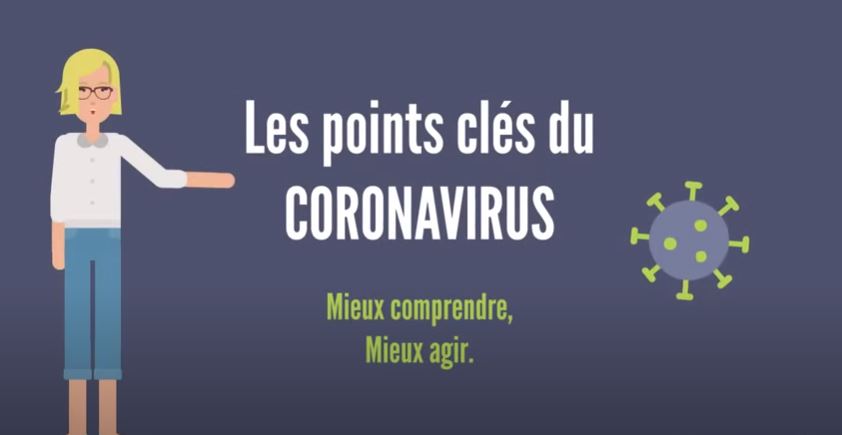 Les points clés du
CORONAVIRUS
Mieux comprendre,
Mieux agir.